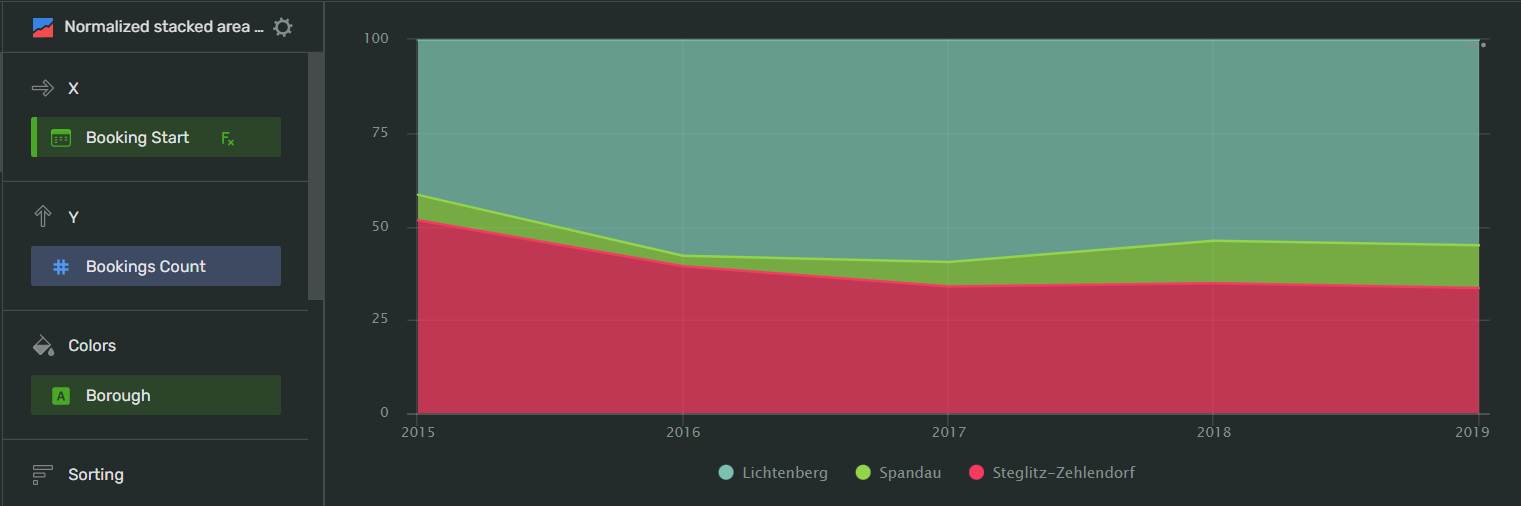 Normalized stacked area ...
X
Booking Start Fx
Y
# Bookings Count
Colors
A Borough
Sorting
100
75
50
25
0
2015 2016 2017 2018 2019
Lichtenberg Spandau Steglitz-Zehlendorf